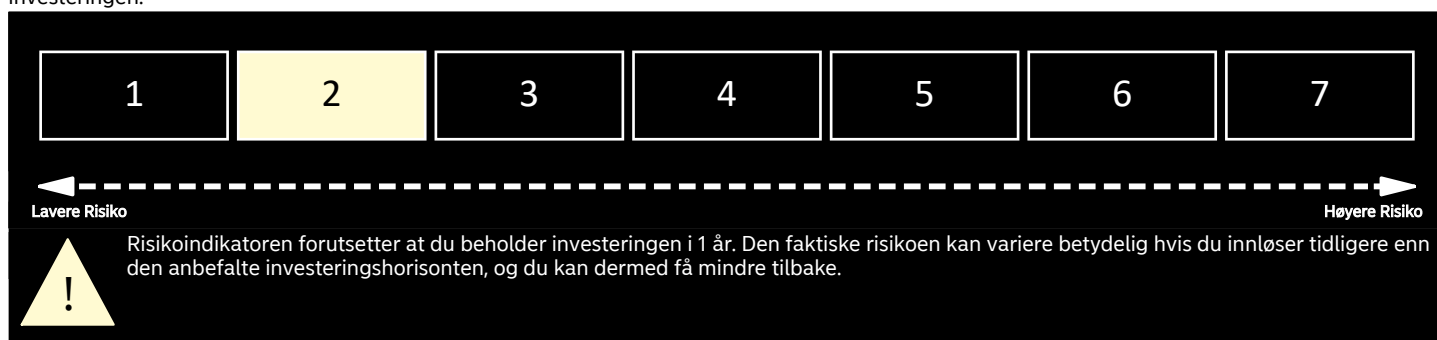 investeringen.
1 2 3 4 5 6 7
Lavere Risiko Høyere Risiko
Risikoindikatoren forutsetter at du beholder investeringen i 1 år. Den faktiske risikoen kan variere betydelig hvis du innløser tidligere enn
den anbefalte investeringshorisonten, og du kan dermed få mindre tilbake.
!